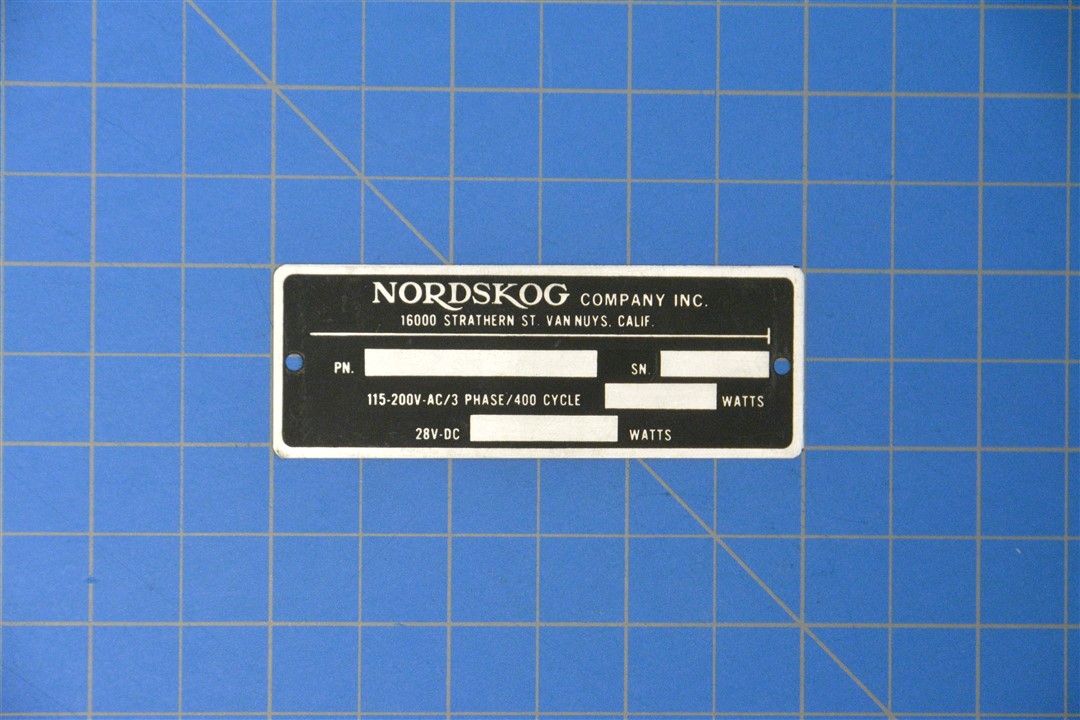 NORDSKOG COMPANY INC.
16000 STRATHERN ST. VAN NUYS, CALIF.
PN. SN.
115-200V-AC/3 PHASE/400 CYCLE WATTS
28V-DC WATTS